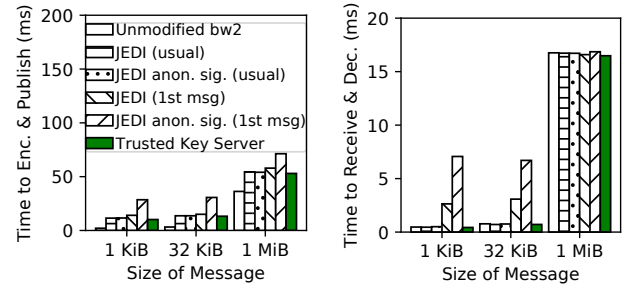 Time to Enc. & Publish (ms)
200
150
100
50
0
Unmodified bw2
JEDI (usual)
JEDI anon. sig. (usual)
JEDI (1st msg)
JEDI anon. sig. (1st msg)
Trusted Key Server
1 KiB 32 KiB 1 MiB
Size of Message
Time to Receive & Dec. (ms)
20
15
10
5
0
1 KiB 32 KiB 1 MiB
Size of Message